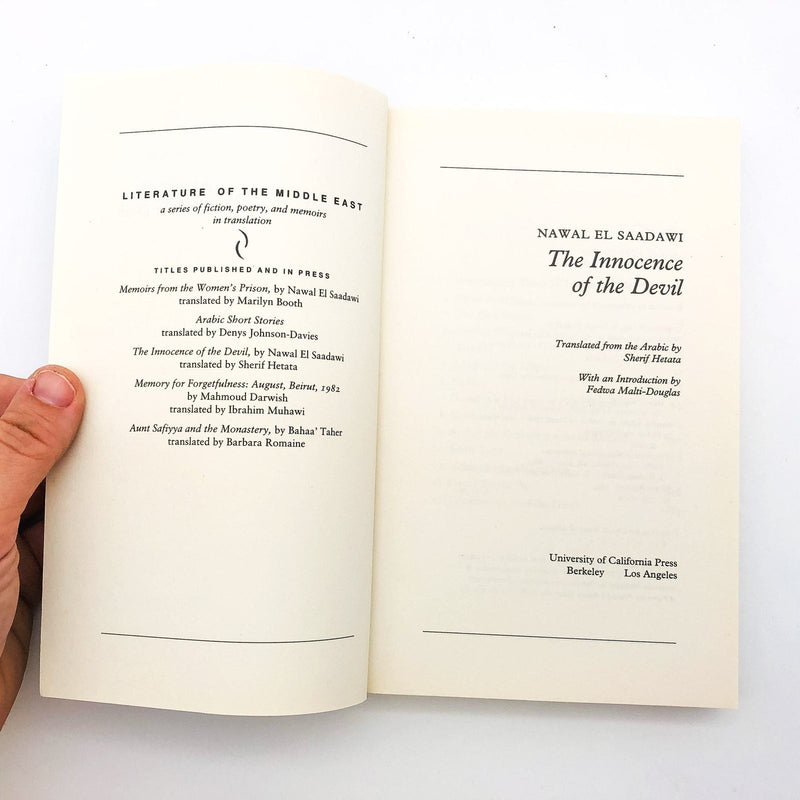 LITERATURE OF THE MIDDLE EAST
a series of fiction, poetry, and memoirs
in translation
TITLES PUBLISHED AND IN PRESS
Memoirs from the Women's Prison, by Nawal El Saadawi
translated by Marilyn Booth
Arabic Short Stories
translated by Denys Johnson-Davies
The Innocence of the Devil, by Nawal El Saadawi
translated by Sherif Hetata
Memory for Forgetfulness: August, Beirut, 1982
by Mahmoud Darwish
translated by Ibrahim Muhawi
Aunt Safiyya and the Monastery, by Bahaa' Taher
translated by Barbara Romaine
NAWAL EL SAADAWI
The Innocence
of the Devil
Translated from the Arabic by
Sherif Hetata
With an Introduction by
Fedwa Malti-Douglas
University of California Press
Berkeley Los Angeles